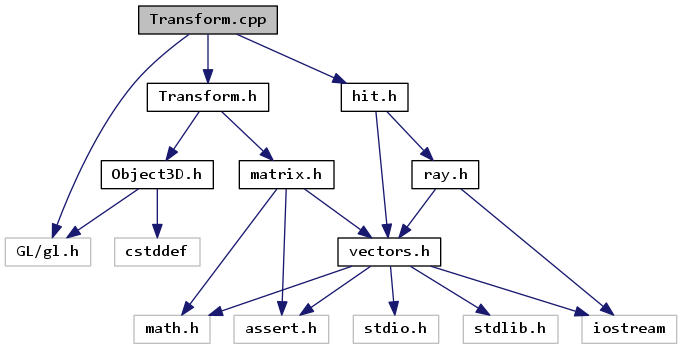 Transform.cpp
Transform.h
hit.h
Object3D.h
matrix.h
ray.h
GL/gl.h
cstddef
vectors.h
math.h
assert.h
stdio.h
stdlib.h
iostream